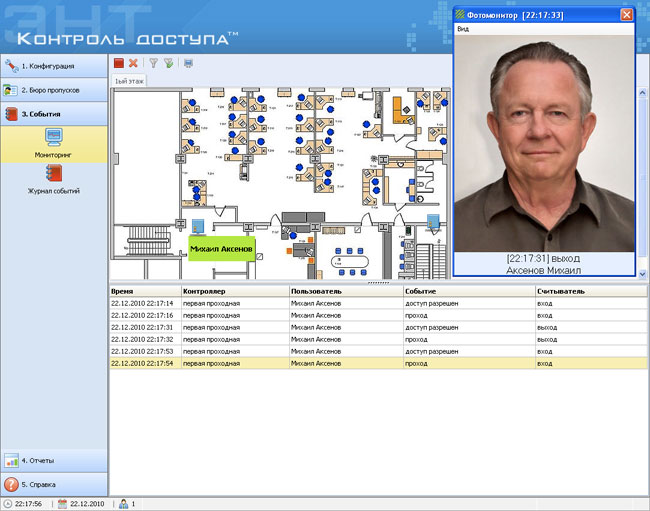 ЭНТ
Контроль доступа™
Фотомонитор [22:17:33]
Вид
1. Конфигурация
2. Бюро пропусков
3. События
Мониторинг
Журнал событий
1ый этаж
Михаил Аксенов
[22:17:31] выход
Аксенов Михаил
Время Контроллер Пользователь Событие Считыватель
22.12.2010 22:17:14 первая проходная Михаил Аксенов доступ разрешен вход
22.12.2010 22:17:16 первая проходная Михаил Аксенов проход вход
22.12.2010 22:17:31 первая проходная Михаил Аксенов доступ разрешен выход
22.12.2010 22:17:32 первая проходная Михаил Аксенов проход выход
22.12.2010 22:17:53 первая проходная Михаил Аксенов доступ разрешен вход
22.12.2010 22:17:54 первая проходная Михаил Аксенов проход вход
4. Отчеты
5. Справка
22:17:56 22.12.2010 1